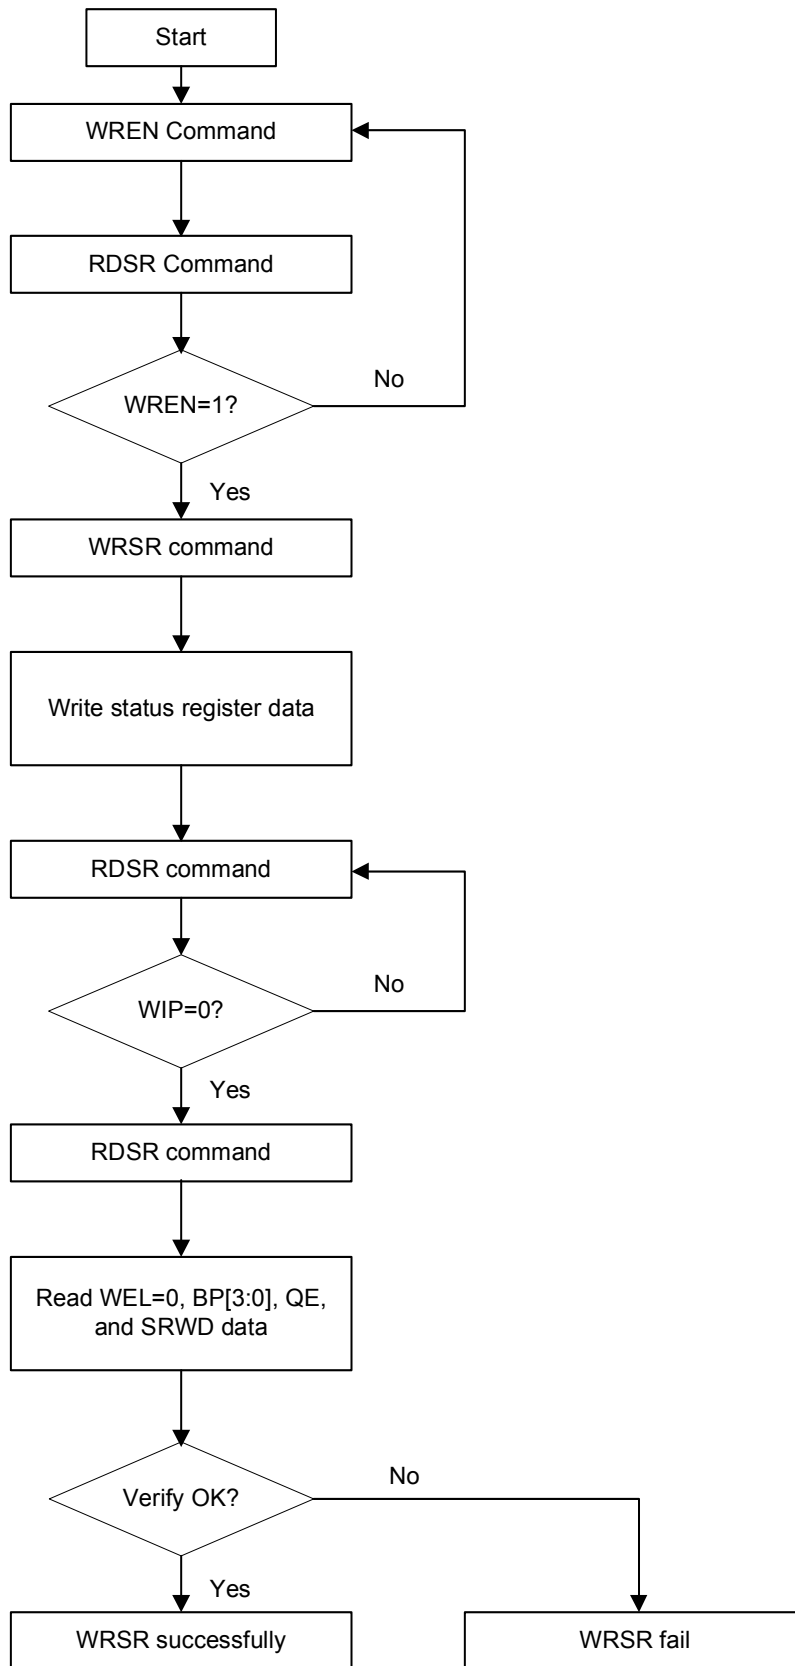 Start
WREN Command
RDSR Command
WREN=1?
No
Yes
WRSR command
Write status register data
RDSR command
WIP=0?
No
Yes
RDSR command
Read WEL=0, BP[3:0], QE,
and SRWD data
Verify OK?
No
Yes
WRSR successfully
WRSR fail